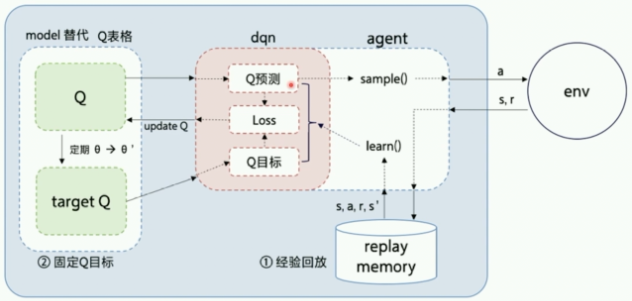 model 替代 Q表格
dqn
agent
Q
Q预测
sample()
a
env
s, r
Loss
update Q
定期 θ → θ'
learn()
Q目标
target Q
s, a, r, s'
replay
memory
② 固定Q目标
① 经验回放